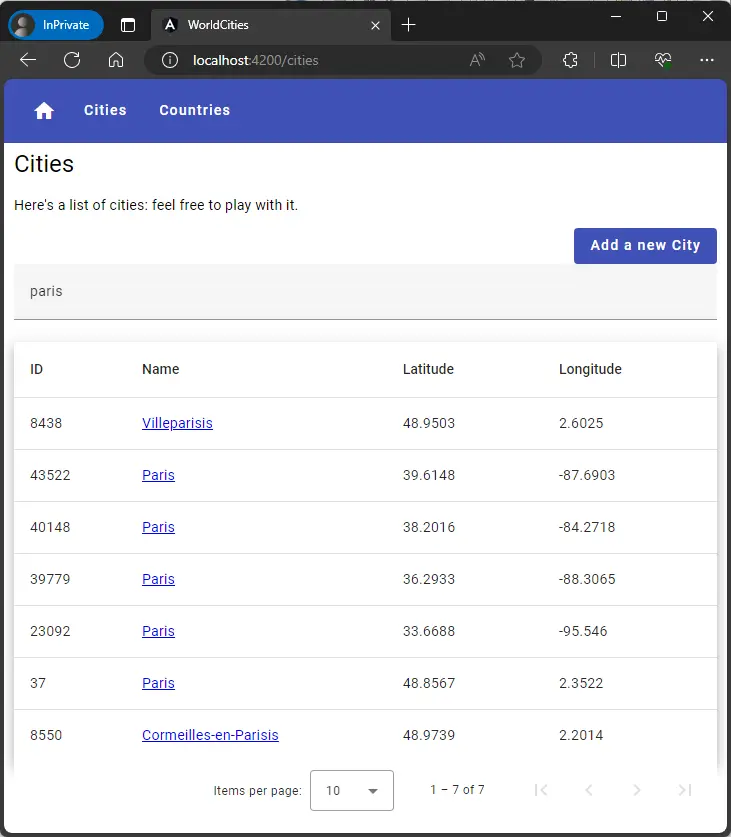 InPrivate
WorldCities
localhost:4200/cities
Cities Countries
Cities
Here's a list of cities: feel free to play with it.
Add a new City
paris
ID Name Latitude Longitude
8438 Villeparisis 48.9503 2.6025
43522 Paris 39.6148 -87.6903
40148 Paris 38.2016 -84.2718
39779 Paris 36.2933 -88.3065
23092 Paris 33.6688 -95.546
37 Paris 48.8567 2.3522
8550 Cormeilles-en-Parisis 48.9739 2.2014
Items per page: 10 1 – 7 of 7